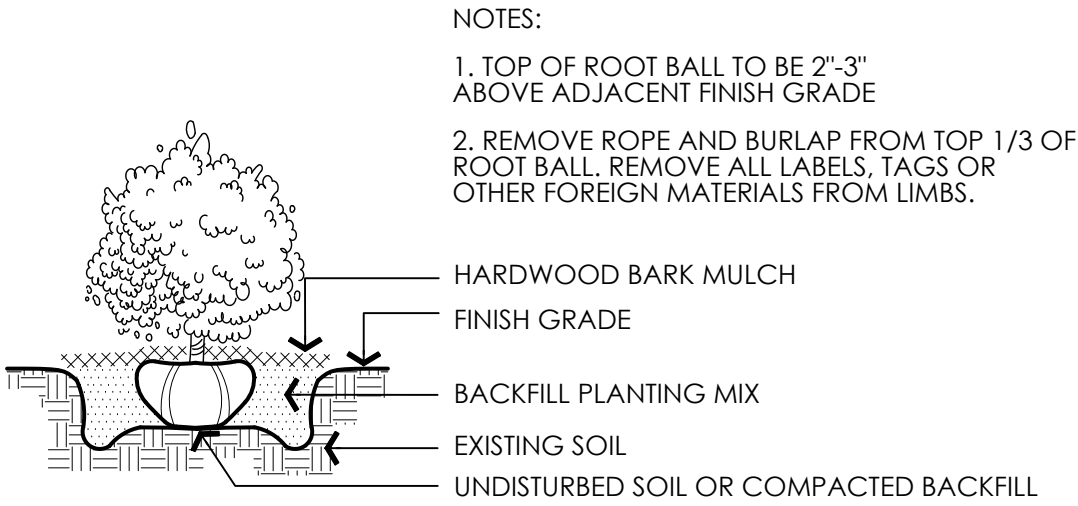 NOTES:
1. TOP OF ROOT BALL TO BE 2"-3"
ABOVE ADJACENT FINISH GRADE
2. REMOVE ROPE AND BURLAP FROM TOP 1/3 OF
ROOT BALL. REMOVE ALL LABELS, TAGS OR
OTHER FOREIGN MATERIALS FROM LIMBS.
HARDWOOD BARK MULCH
FINISH GRADE
BACKFILL PLANTING MIX
EXISTING SOIL
UNDISTURBED SOIL OR COMPACTED BACKFILL